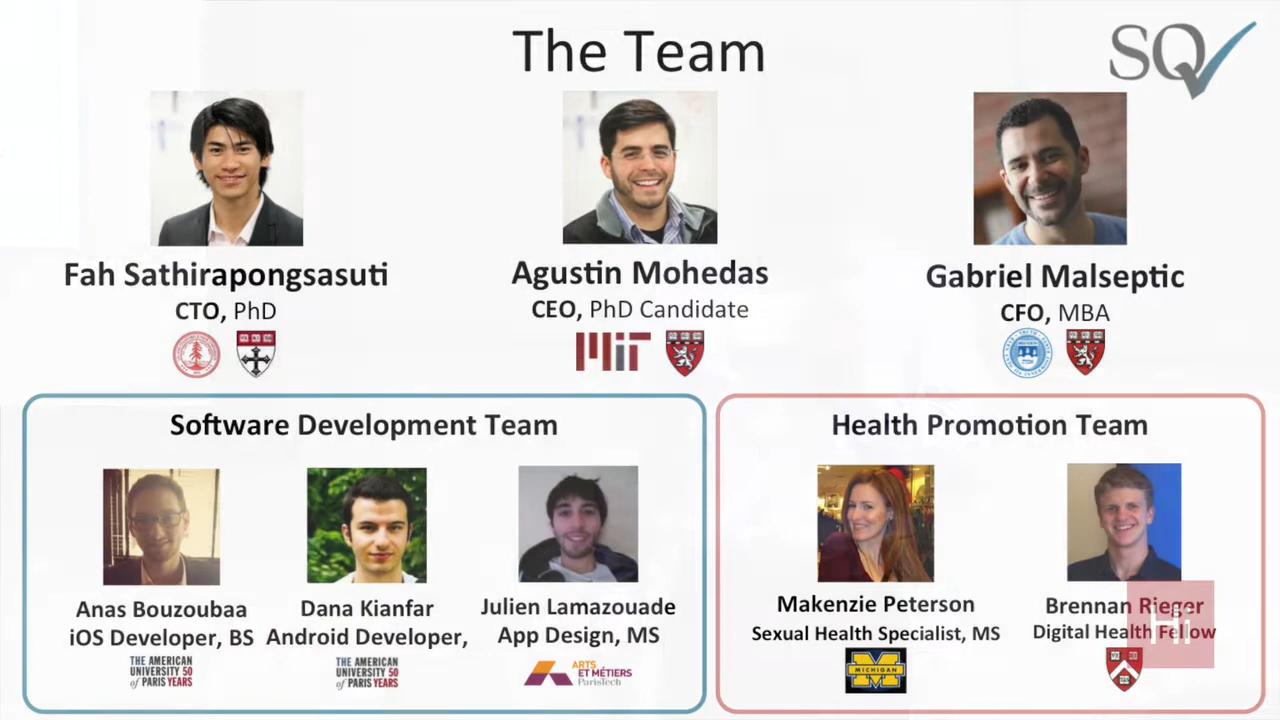 The Team
SQ
Fah Sathirapongsasuti
CTO, PhD
Agustin Mohedas
CEO, PhD Candidate
MIT
Gabriel Malseptic
CFO, MBA
Software Development Team
Anas Bouzoubaa
iOS Developer, BS
THE AMERICAN
UNIVERSITY 50
of PARIS YEARS
Dana Kianfar
Android Developer,
THE AMERICAN
UNIVERSITY 50
of PARIS YEARS
Julien Lamazouade
App Design, MS
ARTS
ET MÉTIERS
ParisTech
Health Promotion Team
Makenzie Peterson
Sexual Health Specialist, MS
MICHIGAN
Brennan Rieger
Digital Health Fellow
Hi